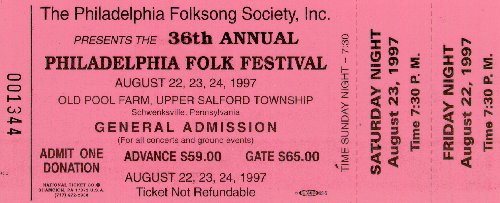 The Philadelphia Folksong Society, Inc.
PRESENTS THE - 36th ANNUAL
PHILADELPHIA FOLK FESTIVAL
AUGUST 22, 23, 24, 1997
OLD POOL FARM, UPPER SALFORD TOWNSHIP
Schwenksville, Pennsylvania
GENERAL ADMISSION
(For all concerts and ground events)
ADMIT ONE
DONATION
ADVANCE $59.00 GATE $65.00
AUGUST 22, 23, 24, 1997
Ticket Not Refundable
NATIONAL TICKET CO
001344
TIME SUNDAY NIGHT - 7:30
SATURDAY NIGHT
August 23, 1997
Time 7:30 P. M.
FRIDAY NIGHT
August 22, 1997
Time 7:30 P. M.